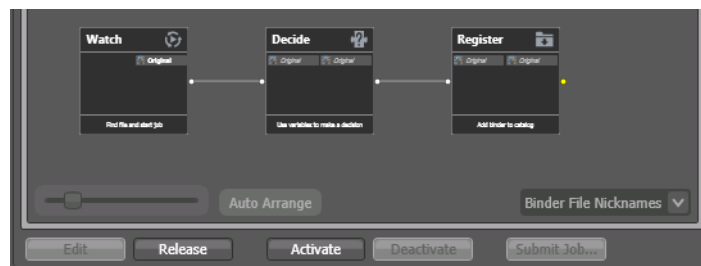 Watch
Decide
Register
Original
Original Original
Original Original
Find file and start job
Use variables to make a decision
Add binder to catalog
Auto Arrange
Binder File Nicknames
Edit
Release
Activate
Deactivate
Submit Job...